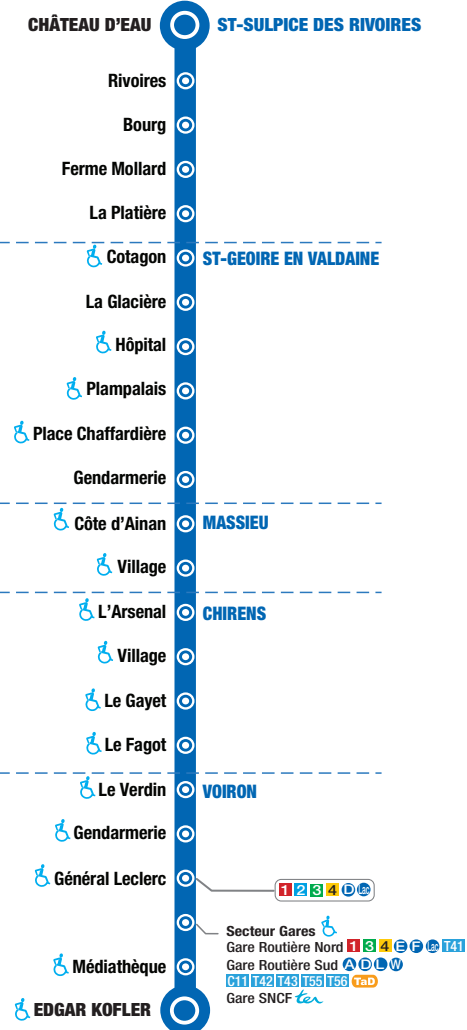 CHÂTEAU D'EAU ST-SULPICE DES RIVOIRES
Rivoires
Bourg
Ferme Mollard
La Platière
Cotagon ST-GEOIRE EN VALDAINE
La Glacière
Hôpital
Plampalais
Place Chaffardière
Gendarmerie
Côte d'Ainan MASSIEU
Village
L'Arsenal CHIRENS
Village
Le Gayet
Le Fagot
Le Verdin VOIRON
Gendarmerie
Général Leclerc 1 2 3 4 D Lac
Secteur Gares
Gare Routière Nord 1 3 4 E F Lac T41
Gare Routière Sud A D L W
C11 T42 T43 T55 T56 TaD
Gare SNCF ter
Médiathèque
EDGAR KOFLER